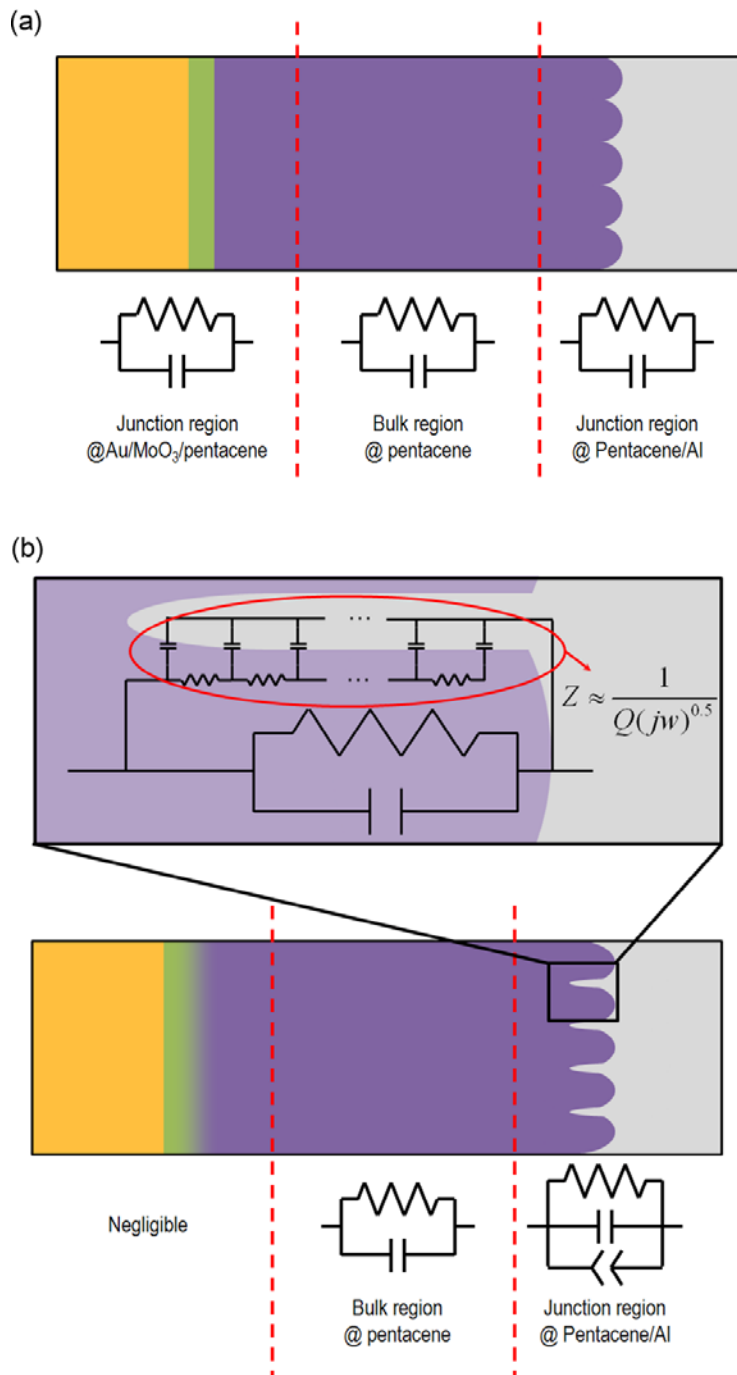 (a)
Junction region
@Au/MoO₃/pentacene
Bulk region
@ pentacene
Junction region
@ Pentacene/Al
(b)
...
...
Z ≈ 1/Q(jw)^0.5
Negligible
Bulk region
@ pentacene
Junction region
@ Pentacene/Al